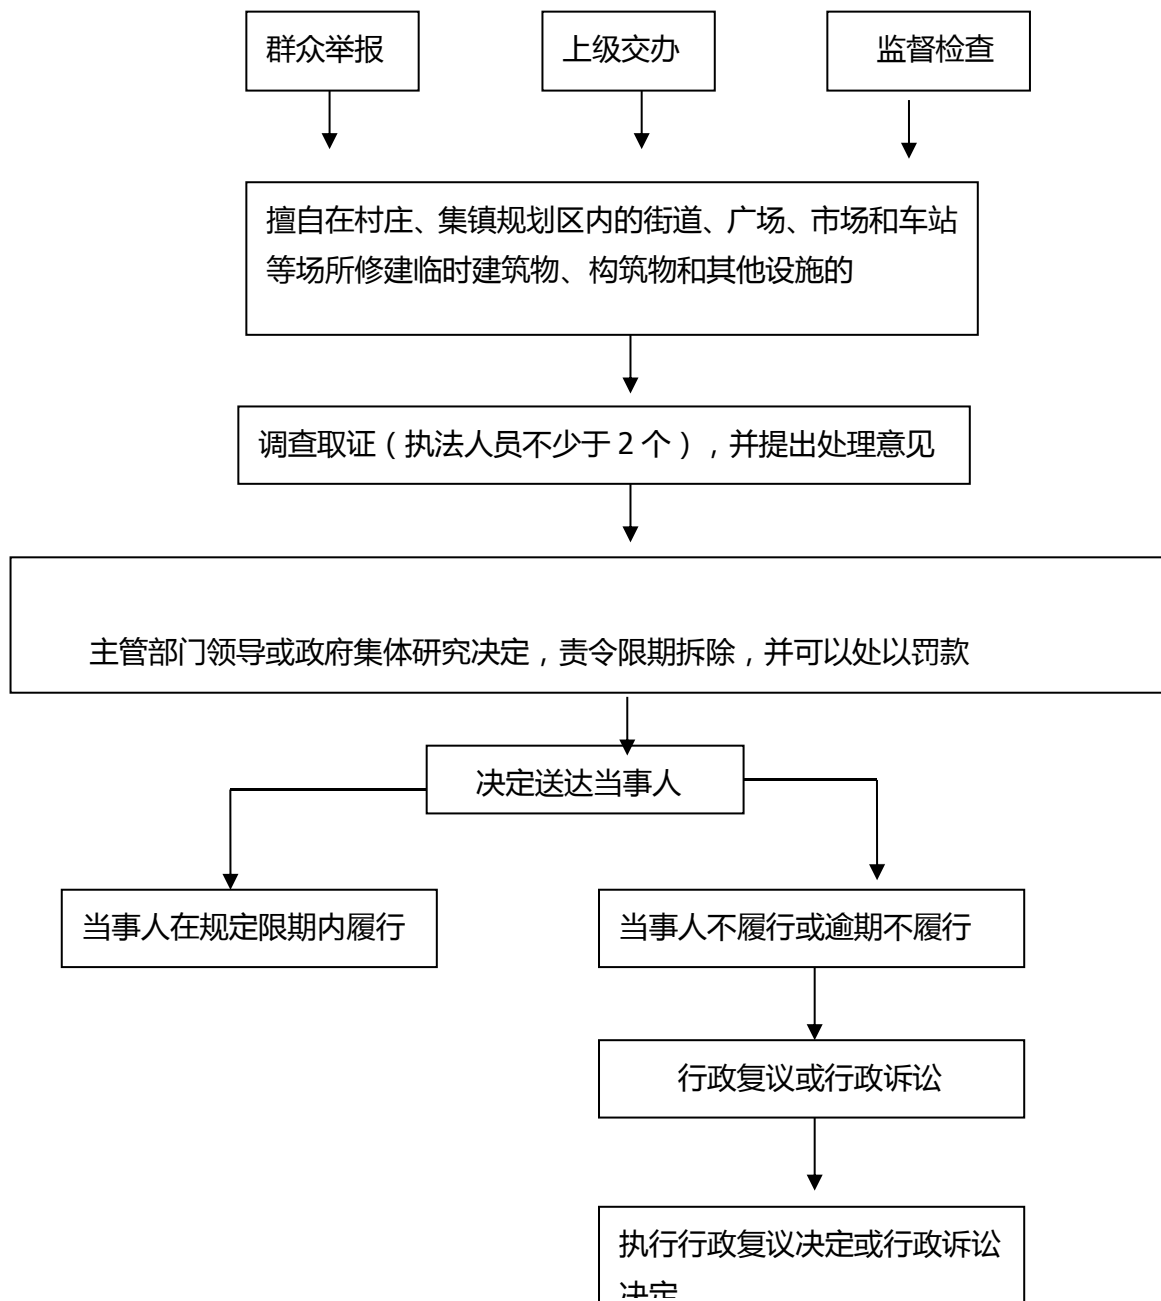 群众举报
上级交办
监督检查
擅自在村庄、集镇规划区内的街道、广场、市场和车站
等场所修建临时建筑物、构筑物和其他设施的
调查取证（执法人员不少于2个），并提出处理意见
主管部门领导或政府集体研究决定，责令限期拆除，并可以处以罚款
决定送达当事人
当事人在规定限期内履行
当事人不履行或逾期不履行
行政复议或行政诉讼
执行行政复议决定或行政诉讼
决定